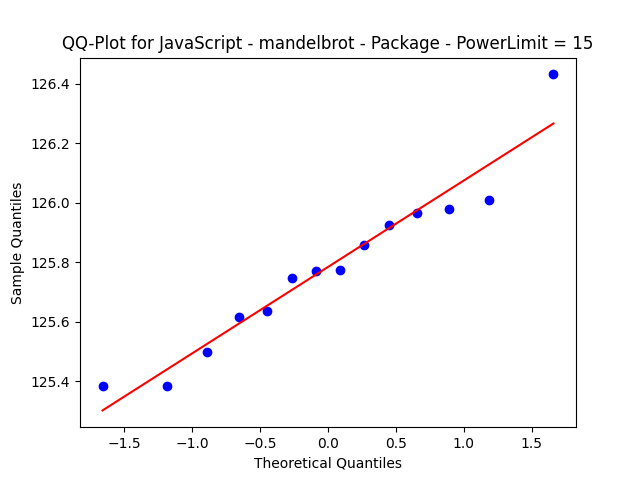 QQ-Plot for JavaScript - mandelbrot - Package - PowerLimit = 15
126.4
126.2
126.0
125.8
125.6
125.4
Sample Quantiles
−1.5 −1.0 −0.5 0.0 0.5 1.0 1.5
Theoretical Quantiles